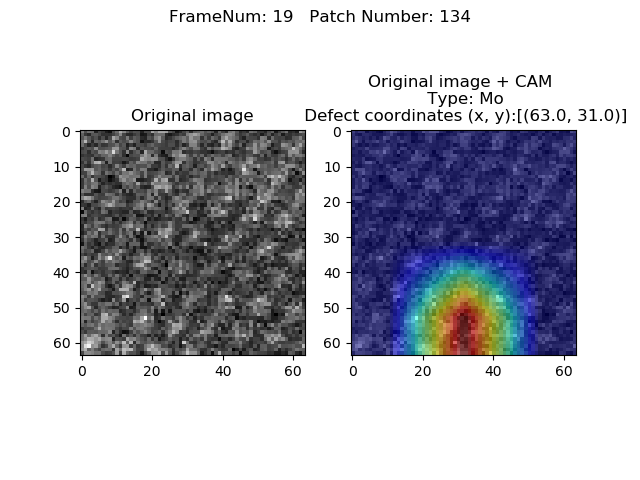 FrameNum: 19   Patch Number: 134
Original image
Original image + CAM
Type: Mo
Defect coordinates (x, y):[(63.0, 31.0)]
0
10
20
30
40
50
60
0 20 40 60
0
10
20
30
40
50
60
0 20 40 60